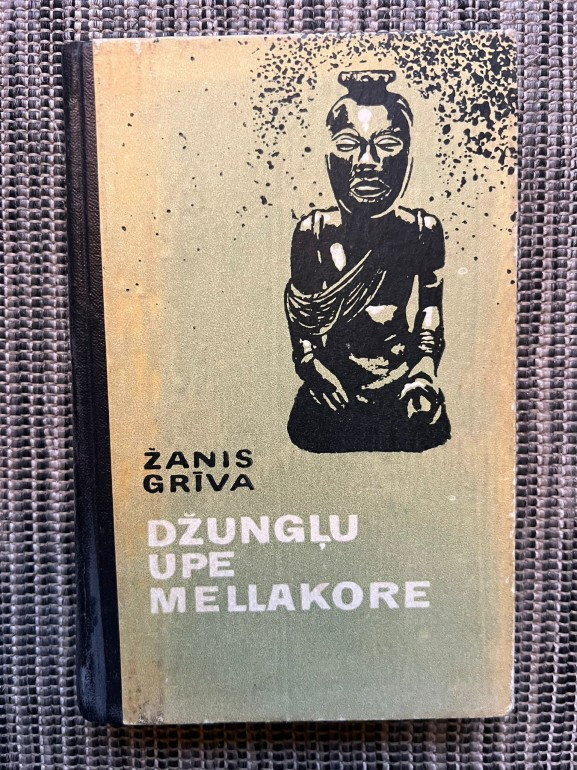 ŽANIS
GRĪVA
DŽUNGĻU
UPE
MELLAKORE